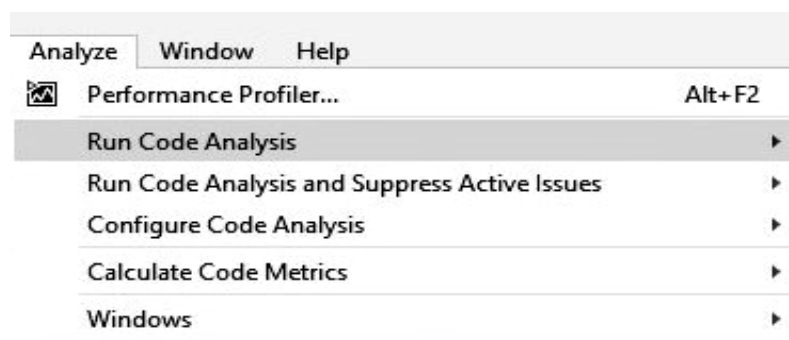 Analyze Window Help
Performance Profiler... Alt+F2
Run Code Analysis
Run Code Analysis and Suppress Active Issues
Configure Code Analysis
Calculate Code Metrics
Windows